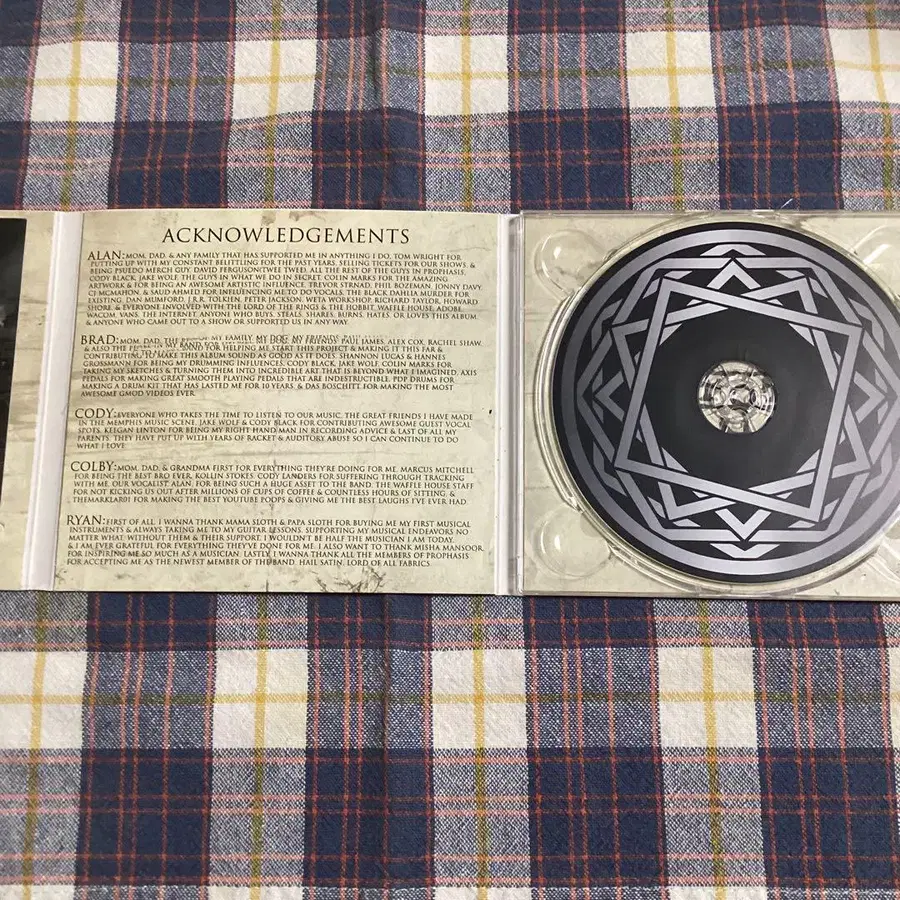 ACKNOWLEDGEMENTS
ALAN: MOM, DAD, & ANY FAMILY THAT HAS SUPPORTED ME IN ANYTHING I DO, TOM WRIGHT FOR
PUTTING UP WITH MY CONSTANT BELITTLING FOR THE PAST YEARS, SELLING TICKETS FOR OUR SHOWS, &
BEING PSUEDO MERCH GUY. DAVID FERGUSON(TWEE TWEE). ALL THE REST OF THE GUYS IN PROPHASIS,
CODY BLACK, JAKE WOLF, THE GUYS IN WHAT WE DO IN SECRET, COLIN MARKS FOR THE AMAZING
ARTWORK & FOR BEING AN AWESOME ARTISTIC INFLUENCE. TREVOR STRNAD, PHIL BOZEMAN, JONNY DAVY,
CJ MCMAHON, & SAUD AHMED FOR INFLUENCING ME TO DO VOCALS, THE BLACK DAHLIA MURDER FOR
EXISTING, DAN MUMFORD, J.R.R. TOLKIEN, PETER JACKSON, WETA WORKSHOP, RICHARD TAYLOR, HOWARD
SHORE, & EVERYONE INVOLVED WITH THE LORD OF THE RINGS & THE HOBBIT, WAFFLE HOUSE, ADOBE,
WACOM, VANS, THE INTERNET, ANYONE WHO BUYS, STEALS, SHARES, BURNS, HATES, OR LOVES THIS ALBUM,
& ANYONE WHO CAME OUT TO A SHOW OR SUPPORTED US IN ANY WAY.
BRAD: MOM, DAD, THE OF MY FAMILY, MY DOG, MY FRIENDS PAUL JAMES, ALEX COX, RACHEL SHAW,
& ALSO THE IN MY BAND FOR HELPING ME START THIS PROJECT & MAKING IT THIS FAR &
CONTRIBUTING TO MAKE THIS ALBUM SOUND AS GOOD AS IT DOES. SHANNON LUCAS & HANNES
GROSSMANN FOR BEING MY DRUMMING INFLUENCES. CODY BLACK, JAKE WOLF, COLIN MARKS FOR
TAKING MY SKETCHES & TURNING THEM INTO INCREDIBLE ART THAT IS BEYOND WHAT I IMAGINED, AXIS
PEDALS FOR MAKING GREAT SMOOTH PLAYING PEDALS THAT ARE INDESTRUCTIBLE, PDP DRUMS FOR
MAKING A DRUM KIT THAT HAS LASTED ME FOR 10 YEARS, & DAS BOSCHITT FOR MAKING THE MOST
AWESOME GMOD VIDEOS EVER.
CODY: EVERYONE WHO TAKES THE TIME TO LISTEN TO OUR MUSIC, THE GREAT FRIENDS I HAVE MADE
IN THE MEMPHIS MUSIC SCENE, JAKE WOLF & CODY BLACK FOR CONTRIBUTING AWESOME GUEST VOCAL
SPOTS, KEEGAN LINTON FOR BEING MY RIGHT HAND MAN IN RECORDING ADVICE & LAST OF ALL MY
PARENTS. THEY HAVE PUT UP WITH YEARS OF RACKET & AUDITORY ABUSE SO I CAN CONTINUE TO DO
WHAT I LOVE.
COLBY: MOM, DAD, & GRANDMA FIRST FOR EVERYTHING THEY'RE DOING FOR ME, MARCUS MITCHELL
FOR BEING THE BEST BRO EVER, KOLLIN STOKES, CODY LANDERS FOR SUFFERING THROUGH TRACKING
WITH ME, OUR VOCALIST, ALAN, FOR BEING SUCH A HUGE ASSET TO THE BAND, THE WAFFLE HOUSE STAFF
FOR NOT KICKING US OUT AFTER MILLIONS OF CUPS OF COFFEE & COUNTLESS HOURS OF SITTING, &
THEMARKLAR01 FOR MAKING THE BEST YOUTUBE POOPS & GIVING ME THE BEST LAUGHS I'VE EVER HAD.
RYAN: FIRST OF ALL, I WANNA THANK MAMA SLOTH & PAPA SLOTH FOR BUYING ME MY FIRST MUSICAL
INSTRUMENTS & ALWAYS TAKING ME TO MY GUITAR LESSONS, SUPPORTING MY MUSICAL ENDEAVORS NO
MATTER WHAT. WITHOUT THEM & THEIR SUPPORT, I WOULDN'T BE HALF THE MUSICIAN I AM TODAY,
& I AM EVER GRATEFUL FOR EVERYTHING THEY'VE DONE FOR ME. I ALSO WANT TO THANK MISHA MANSOOR,
FOR INSPIRING ME SO MUCH AS A MUSICIAN. LASTLY, I WANNA THANK ALL THE MEMBERS OF PROPHASIS
FOR ACCEPTING ME AS THE NEWEST MEMBER OF THE BAND. HAIL SATIN, LORD OF ALL FABRICS.